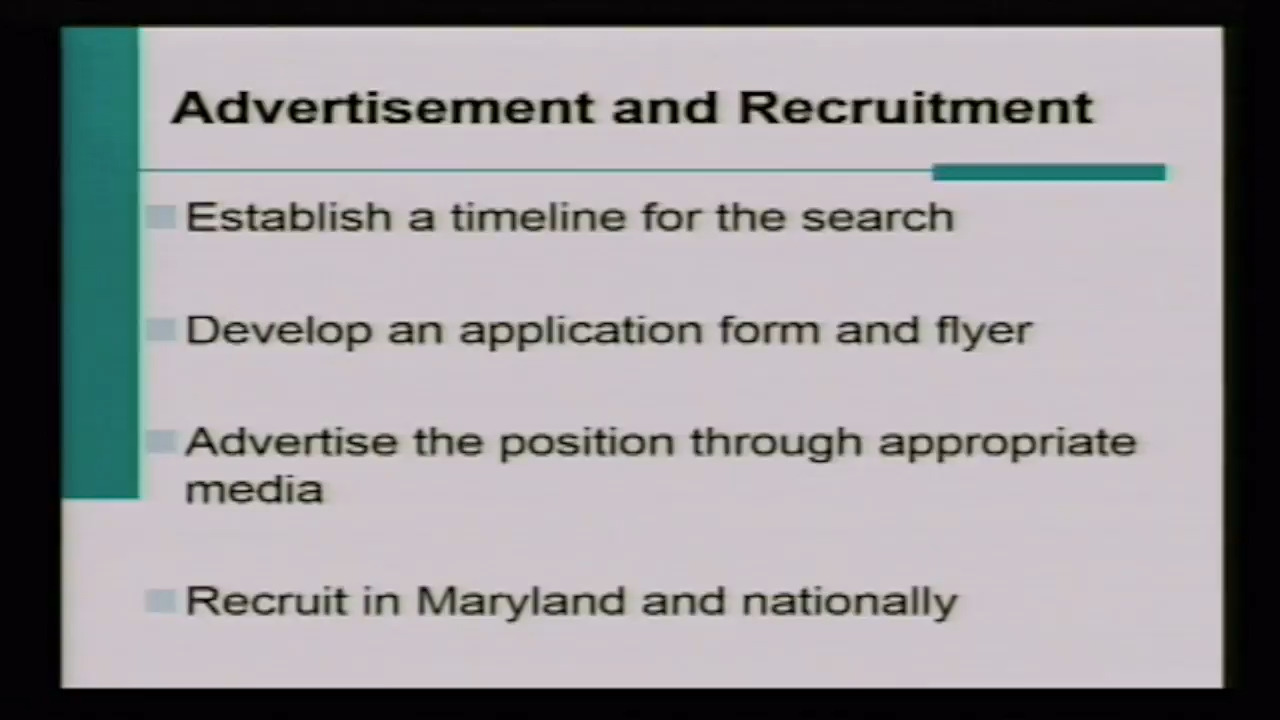 Advertisement and Recruitment
Establish a timeline for the search
Develop an application form and flyer
Advertise the position through appropriate
media
Recruit in Maryland and nationally